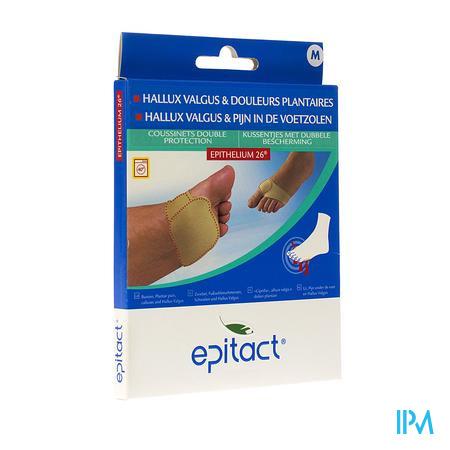 M
HALLUX VALGUS & DOULEURS PLANTAIRES
HALLUX VALGUS & PIJN IN DE VOETZOLEN
COUSSINETS DOUBLE
PROTECTION
KUSSENTJES MET DUBBELE
BESCHERMING
EPITHELIUM 26®
EPITHELIUM 26®
epitact®
epitact®
IPM